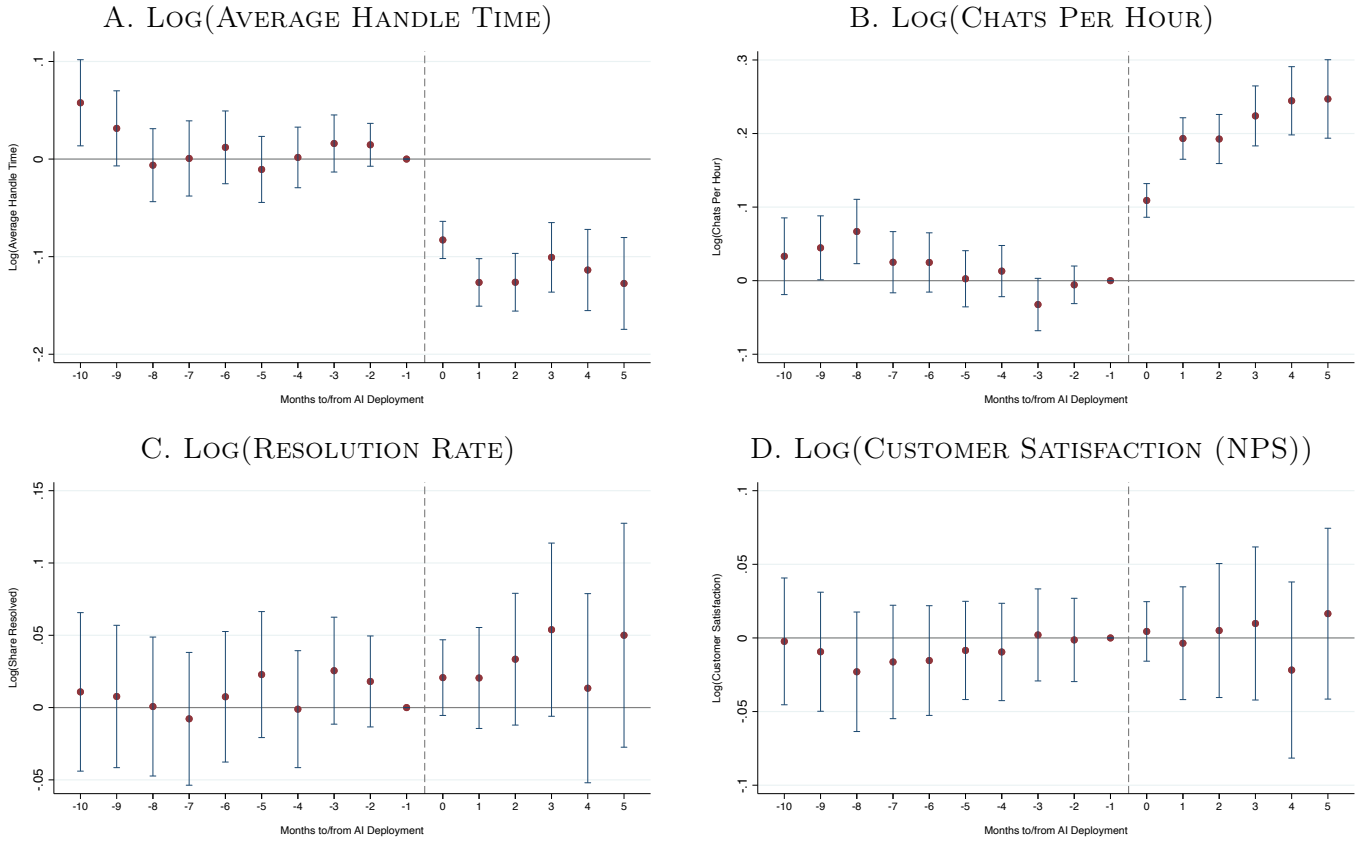 A. LOG(AVERAGE HANDLE TIME)
.1
0
-.1
-.2
Log(Average Handle Time)
-10 -9 -8 -7 -6 -5 -4 -3 -2 -1 0 1 2 3 4 5
Months to/from AI Deployment
B. LOG(CHATS PER HOUR)
.3
.2
.1
0
-.1
Log(Chats Per Hour)
-10 -9 -8 -7 -6 -5 -4 -3 -2 -1 0 1 2 3 4 5
Months to/from AI Deployment
C. LOG(RESOLUTION RATE)
.15
.1
.05
0
-.05
Log(Share Resolved)
-10 -9 -8 -7 -6 -5 -4 -3 -2 -1 0 1 2 3 4 5
Months to/from AI Deployment
D. LOG(CUSTOMER SATISFACTION (NPS))
.1
.05
0
-.05
-.1
Log(Customer Satisfaction)
-10 -9 -8 -7 -6 -5 -4 -3 -2 -1 0 1 2 3 4 5
Months to/from AI Deployment